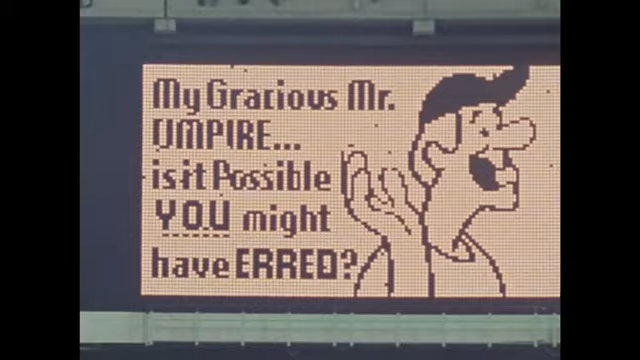 My Gracious Mr.
UMPIRE...
is it Possible
YOU might
have ERRED?